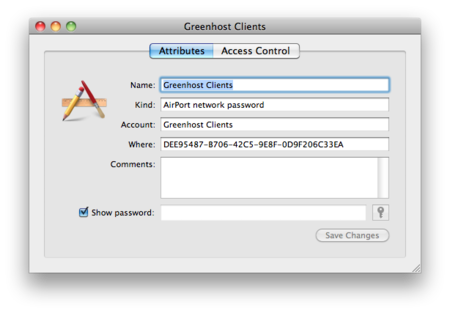 Greenhost Clients
Attributes Access Control
Name: Greenhost Clients
Kind: AirPort network password
Account: Greenhost Clients
Where: DEE95487-B706-42C5-9E8F-0D9F206C33EA
Comments:
Show password:
Save Changes